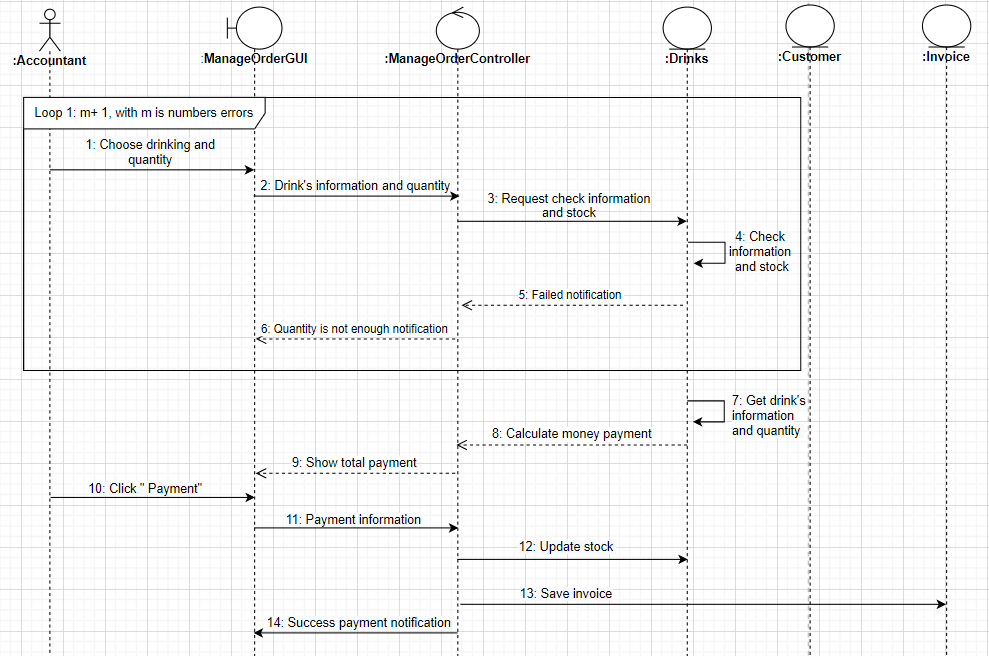 :Accountant
:ManageOrderGUI
:ManageOrderController
:Drinks
:Customer
:Invoice
Loop 1: m+ 1, with m is numbers errors
1: Choose drinking and
quantity
2: Drink's information and quantity
3: Request check information
and stock
4: Check
information
and stock
5: Failed notification
6: Quantity is not enough notification
7: Get drink's
information
and quantity
8: Calculate money payment
9: Show total payment
10: Click " Payment"
11: Payment information
12: Update stock
13: Save invoice
14: Success payment notification